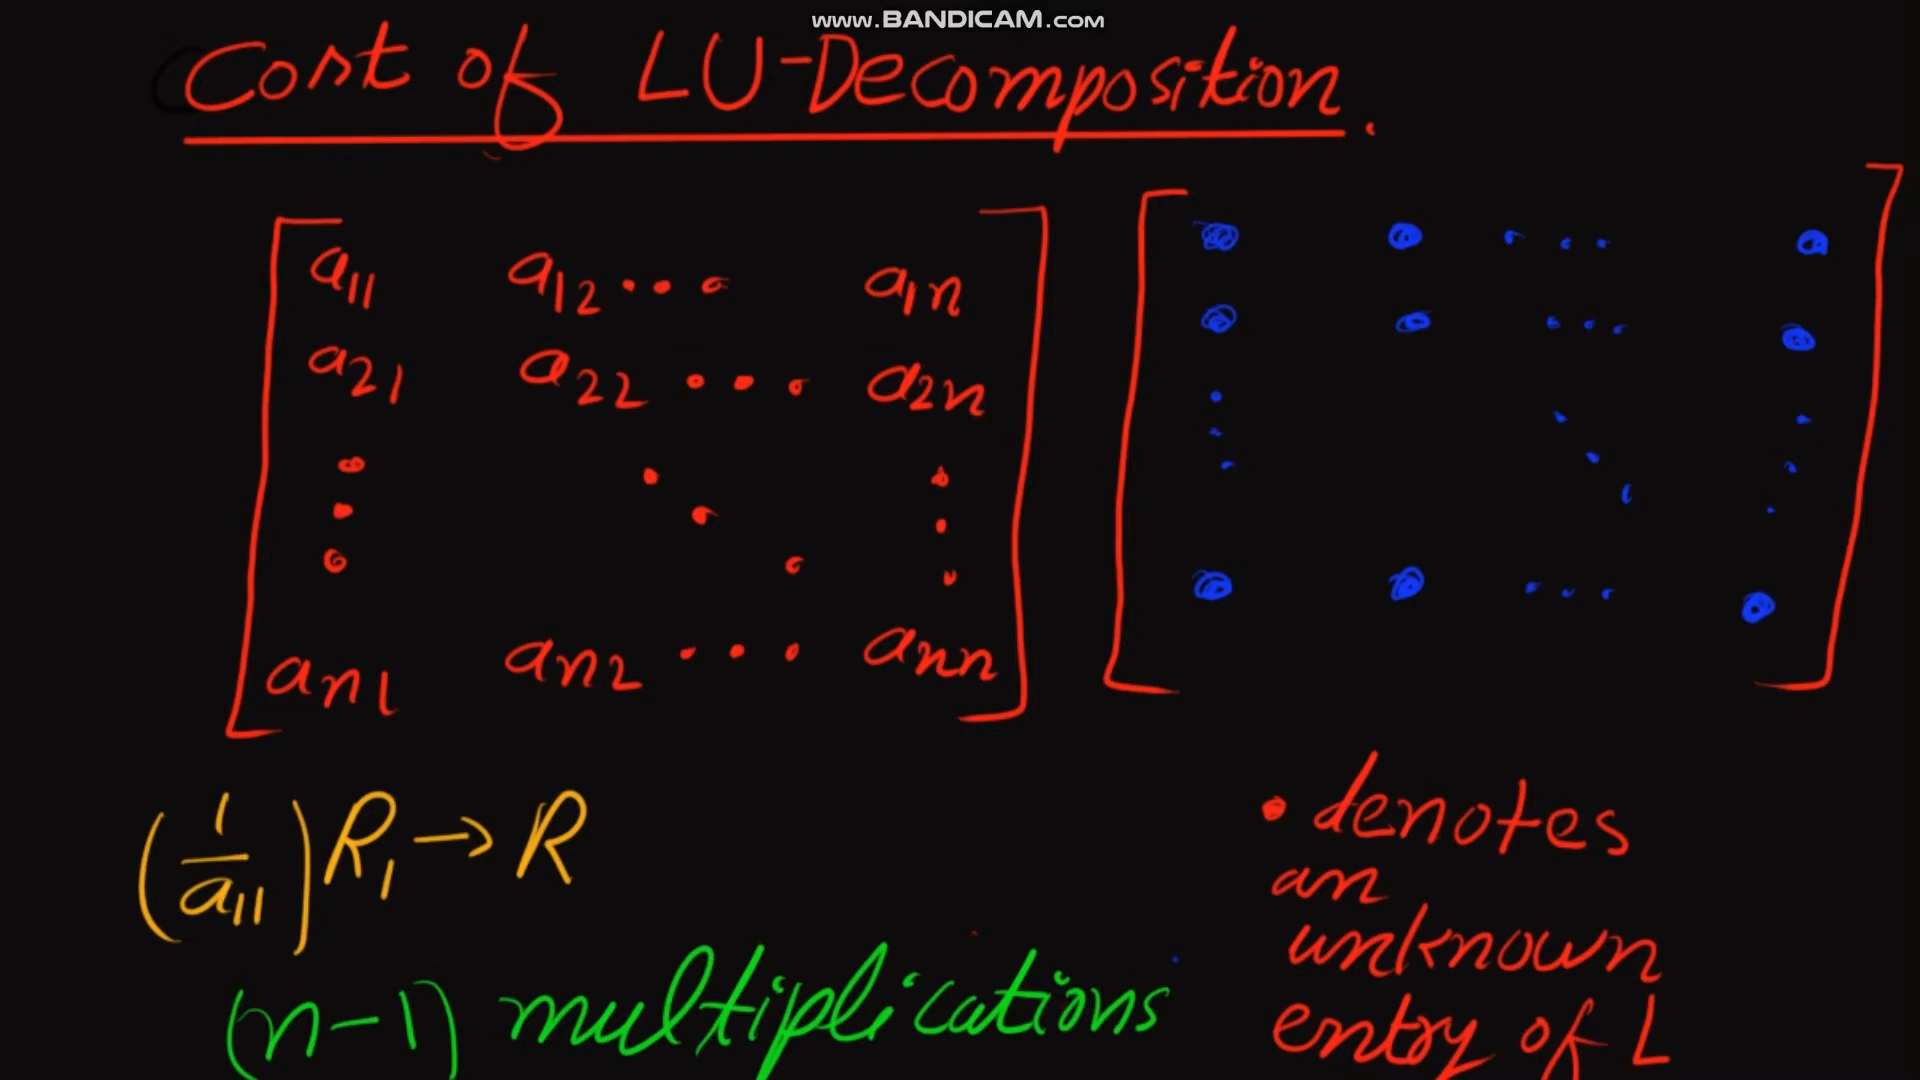 www.BANDICAM.com
Cost of LU-Decomposition.
a11 a12 ... a1n
a21 a22 ... a2n
an1 an2 ... ann
(1/a11) R1 → R
(n-1) multiplications
• denotes
an
unknown
entry of L